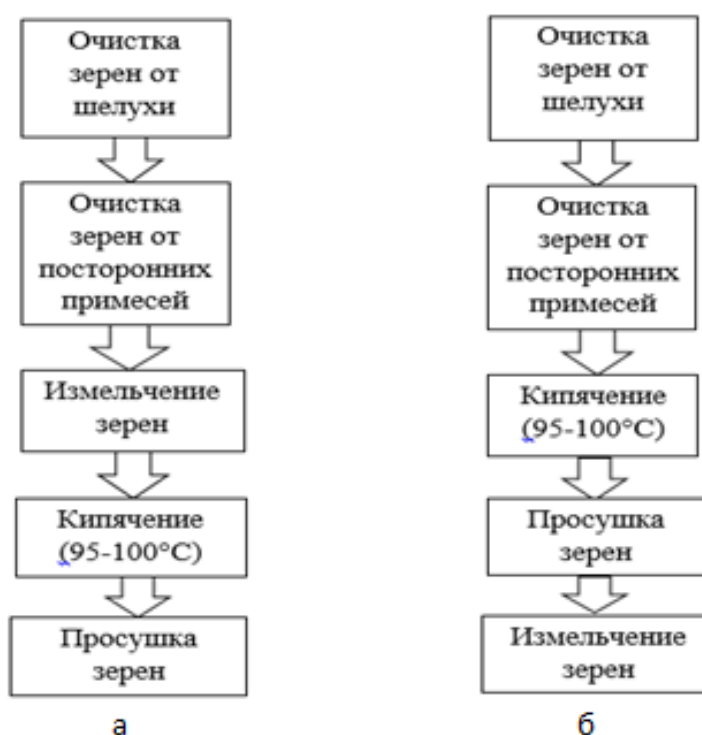 Очистка
зерен от
шелухи
Очистка
зерен от
посторонних
примесей
Измельчение
зерен
Кипячение
(95-100°C)
Просушка
зерен
а
Очистка
зерен от
шелухи
Очистка
зерен от
посторонних
примесей
Кипячение
(95-100°C)
Просушка
зерен
Измельчение
зерен
б